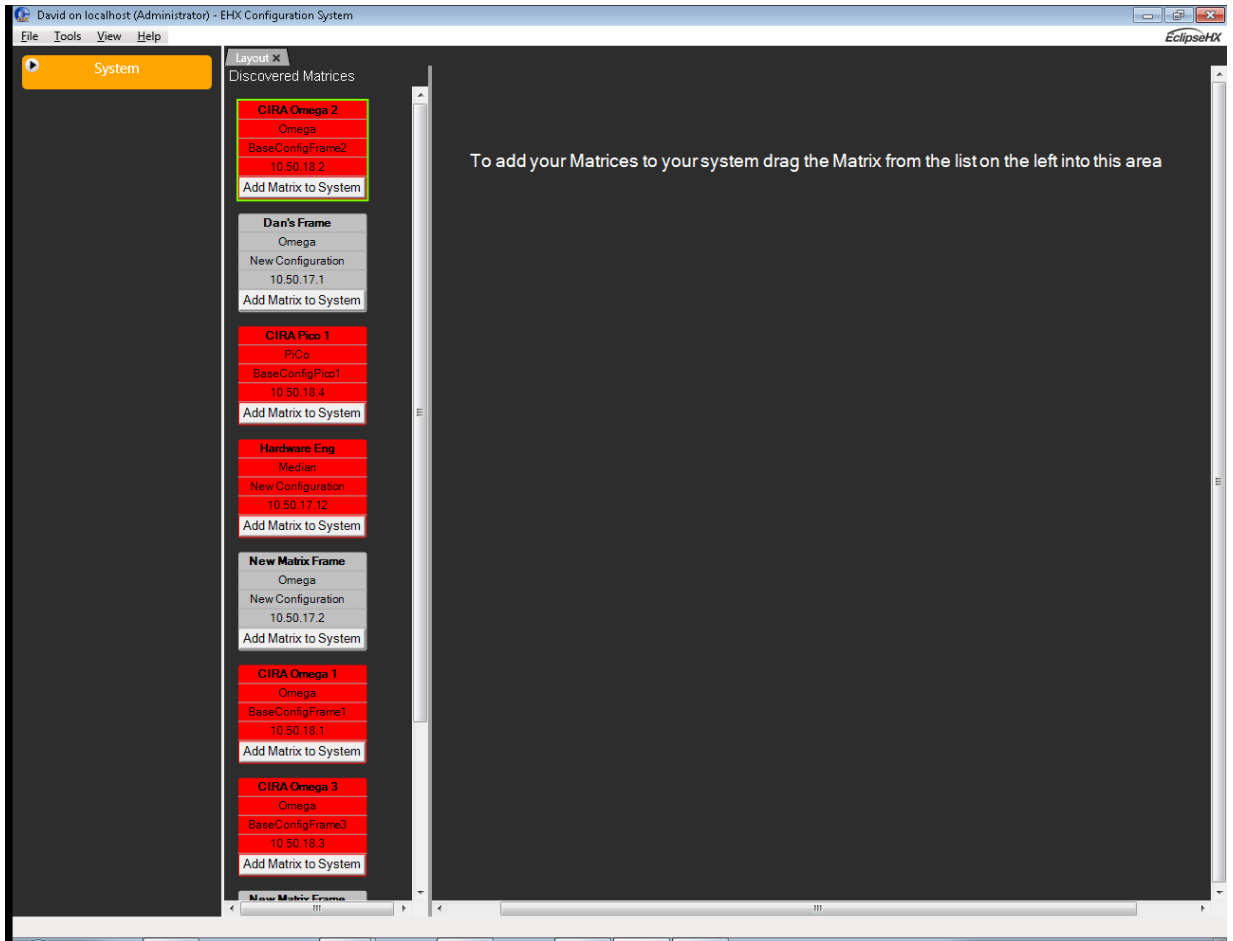 David on localhost (Administrator) - EHX Configuration System
File Tools View Help
EclipseHX
System
Layout
Discovered Matrices
CIRA Omega 2
Omega
BaseConfigFrame2
10.50.18.2
Add Matrix to System
Dan's Frame
Omega
New Configuration
10.50.17.1
Add Matrix to System
CIRA Pico 1
PiCo
BaseConfigPico1
10.50.18.4
Add Matrix to System
Hardware Eng
Median
New Configuration
10.50.17.12
Add Matrix to System
New Matrix Frame
Omega
New Configuration
10.50.17.2
Add Matrix to System
CIRA Omega 1
Omega
BaseConfigFrame1
10.50.18.1
Add Matrix to System
CIRA Omega 3
Omega
BaseConfigFrame3
10.50.18.3
Add Matrix to System
New Matrix Frame
To add your Matrices to your system drag the Matrix from the list on the left into this area